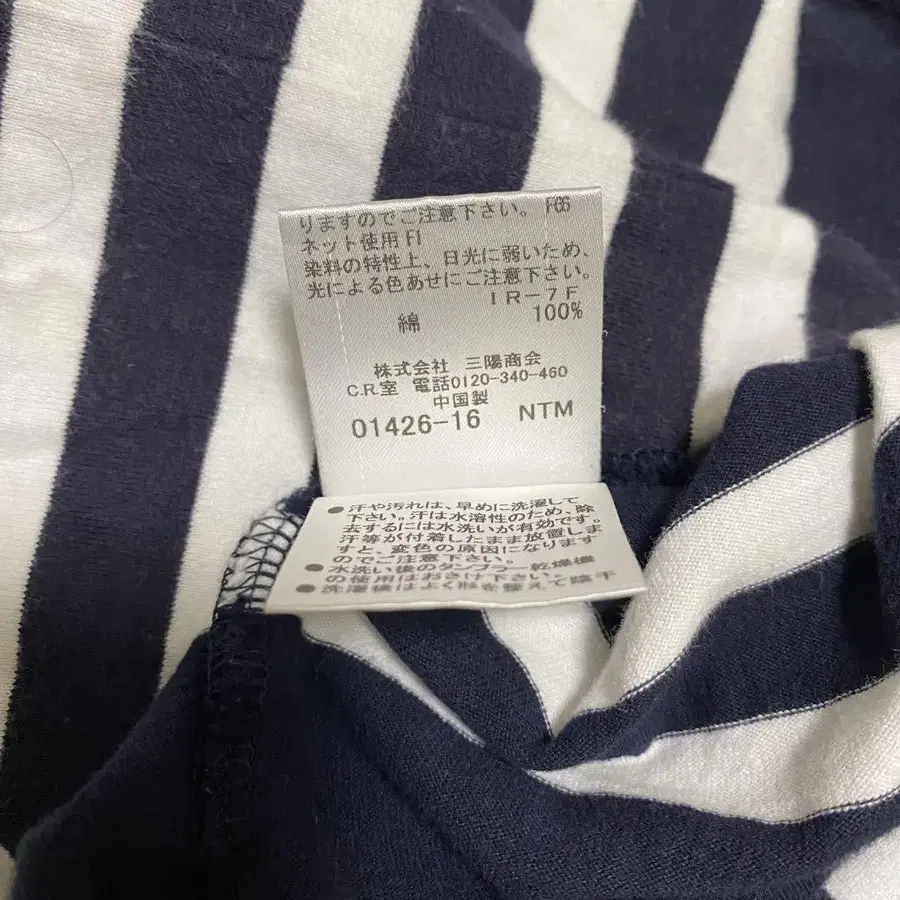 りますのでご注意下さい。 F66
ネット使用 FI
染料の特性上、日光に弱いため、
光による色あせにご注意下さい。
IR-7F
綿 100%
株式会社 三陽商会
C.R.室 電話0120-340-460
中国製
01426-16 NTM
●汗や汚れは、早めに洗濯して
下さい。汗は水溶性のため、除
去するには水洗いが有効です。
汗等が付着したまま放置しま
すと、変色の原因になります
のでご注意下さい。
●水洗い後のタンブラー乾燥機
の使用はおさけ下さい。
●洗濯後はよく形を整えて陰干